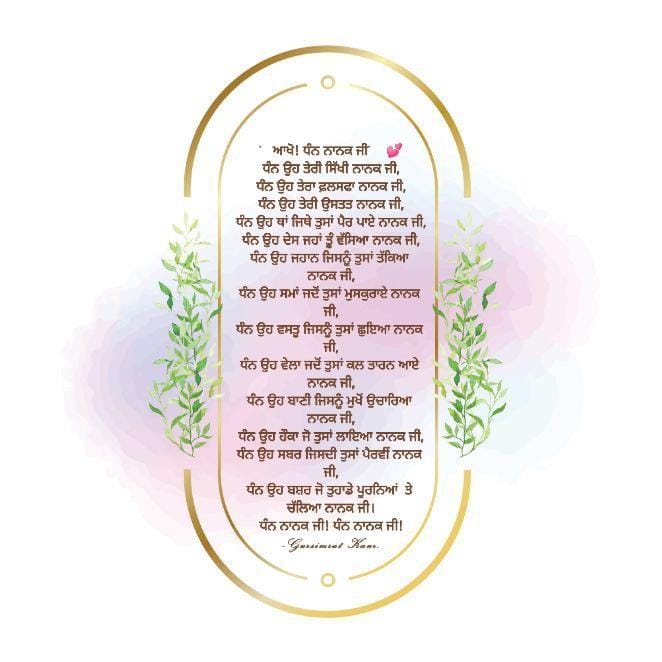 ਆਖੋ! ਧੰਨ ਨਾਨਕ ਜੀ 💕
ਧੰਨ ਉਹ ਤੇਰੀ ਸਿੱਖੀ ਨਾਨਕ ਜੀ,
ਧੰਨ ਉਹ ਤੇਰਾ ਫ਼ਲਸਫਾ ਨਾਨਕ ਜੀ,
ਧੰਨ ਉਹ ਤੇਰੀ ਉਸਤਤ ਨਾਨਕ ਜੀ,
ਧੰਨ ਉਹ ਥਾਂ ਜਿਥੇ ਤੁਸਾਂ ਪੈਰ ਪਾਏ ਨਾਨਕ ਜੀ,
ਧੰਨ ਉਹ ਦੇਸ ਜਹਾਂ ਤੂੰ ਵੱਸਿਆ ਨਾਨਕ ਜੀ,
ਧੰਨ ਉਹ ਜਹਾਨ ਜਿਸਨੂੰ ਤੁਸਾਂ ਤੱਕਿਆ
ਨਾਨਕ ਜੀ,
ਧੰਨ ਉਹ ਸਮਾਂ ਜਦੋਂ ਤੁਸਾਂ ਮੁਸਕੁਰਾਏ ਨਾਨਕ
ਜੀ,
ਧੰਨ ਉਹ ਵਸਤੂ ਜਿਸਨੂੰ ਤੁਸਾਂ ਛੂਇਆ ਨਾਨਕ
ਜੀ,
ਧੰਨ ਉਹ ਵੇਲਾ ਜਦੋਂ ਤੁਸਾਂ ਕਲ ਤਾਰਨ ਆਏ
ਨਾਨਕ ਜੀ,
ਧੰਨ ਉਹ ਬਾਣੀ ਜਿਸਨੂੰ ਮੁਖੋਂ ਉਚਾਰਿਆ
ਨਾਨਕ ਜੀ,
ਧੰਨ ਉਹ ਹੌਕਾ ਜੋ ਤੁਸਾਂ ਲਾਇਆ ਨਾਨਕ ਜੀ,
ਧੰਨ ਉਹ ਸਬਰ ਜਿਸਦੀ ਤੁਸਾਂ ਪੈਰਵੀਂ ਨਾਨਕ
ਜੀ,
ਧੰਨ ਉਹ ਬਸ਼ਰ ਜੋ ਤੁਹਾਡੇ ਪੂਰਨਿਆਂ ਤੇ
ਚੱਲਿਆ ਨਾਨਕ ਜੀ।
ਧੰਨ ਨਾਨਕ ਜੀ! ਧੰਨ ਨਾਨਕ ਜੀ!
-Gursimrat Kaur.